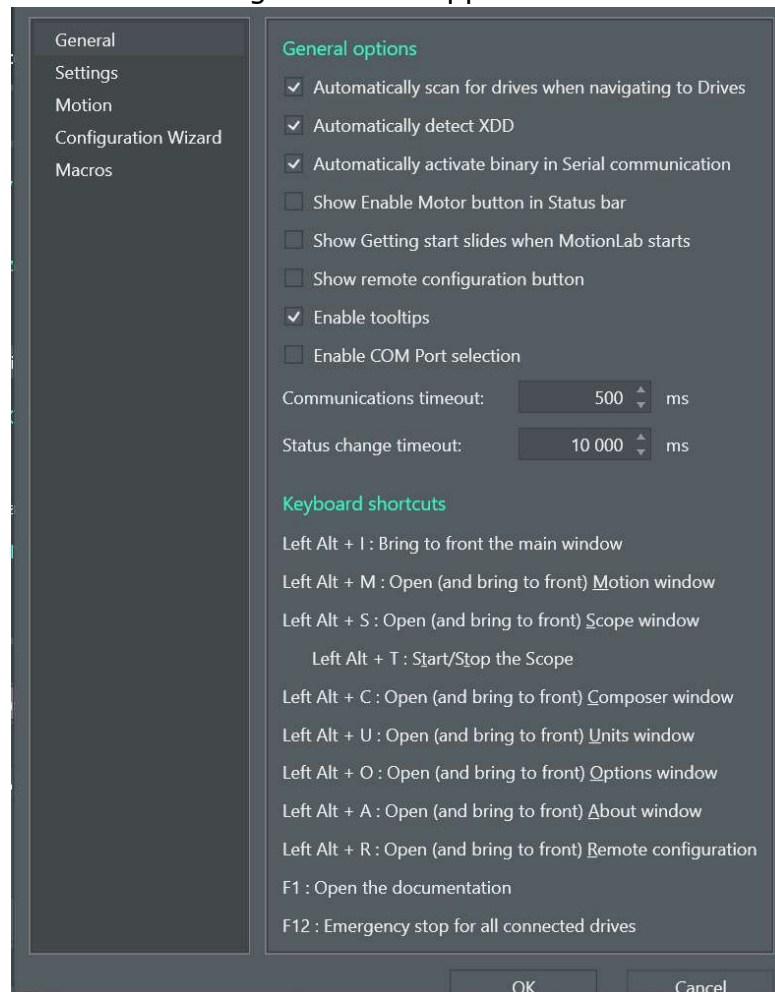 General
Settings
Motion
Configuration Wizard
Macros
General options
Automatically scan for drives when navigating to Drives
Automatically detect XDD
Automatically activate binary in Serial communication
Show Enable Motor button in Status bar
Show Getting start slides when MotionLab starts
Show remote configuration button
Enable tooltips
Enable COM Port selection
Communications timeout: 500 ms
Status change timeout: 10 000 ms
Keyboard shortcuts
Left Alt + I : Bring to front the main window
Left Alt + M : Open (and bring to front) Motion window
Left Alt + S : Open (and bring to front) Scope window
Left Alt + T : Start/Stop the Scope
Left Alt + C : Open (and bring to front) Composer window
Left Alt + U : Open (and bring to front) Units window
Left Alt + O : Open (and bring to front) Options window
Left Alt + A : Open (and bring to front) About window
Left Alt + R : Open (and bring to front) Remote configuration
F1 : Open the documentation
F12 : Emergency stop for all connected drives
OK Cancel